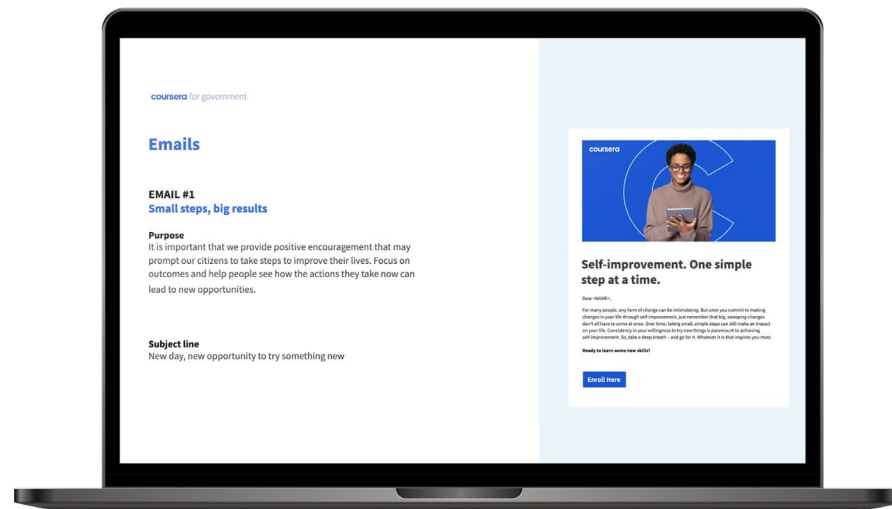 coursera for government
Emails
EMAIL #1
Small steps, big results
Purpose
It is important that we provide positive encouragement that may
prompt our citizens to take steps to improve their lives. Focus on
outcomes and help people see how the actions they take now can
lead to new opportunities.
Subject line
New day, new opportunity to try something new
coursera
Self-improvement. One simple
step at a time.
Dear <NAME>,
For many people, any form of change can be intimidating. But once you commit to making
changes in your life through self-improvement, just remember that big, sweeping changes
don't all have to come at once. Over time, taking small, simple steps can still make an impact
on your life. Consistency in your willingness to try new things is paramount to achieving
self-improvement. So, take a deep breath – and go for it. Whatever it is that inspires you most.
Ready to learn some new skills?
Enroll Here